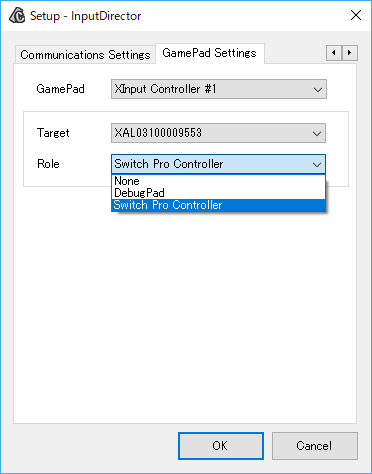 Setup - InputDirector
Communications Settings
GamePad Settings
GamePad
XInput Controller #1
Target
XAL03100009553
Role
Switch Pro Controller
None
DebugPad
Switch Pro Controller
OK
Cancel